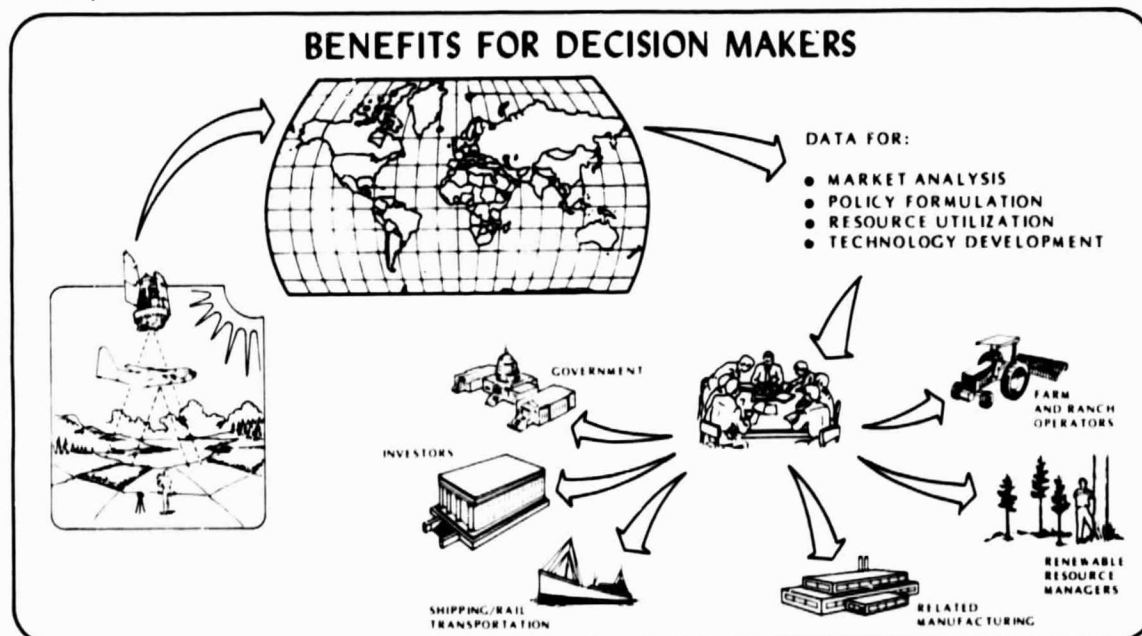 BENEFITS FOR DECISION MAKERS
DATA FOR:
• MARKET ANALYSIS
• POLICY FORMULATION
• RESOURCE UTILIZATION
• TECHNOLOGY DEVELOPMENT
GOVERNMENT
FARM
AND RANCH
OPERATORS
INVESTORS
RENEWABLE
RESOURCE
MANAGERS
SHIPPING/RAIL
TRANSPORTATION
RELATED
MANUFACTURING